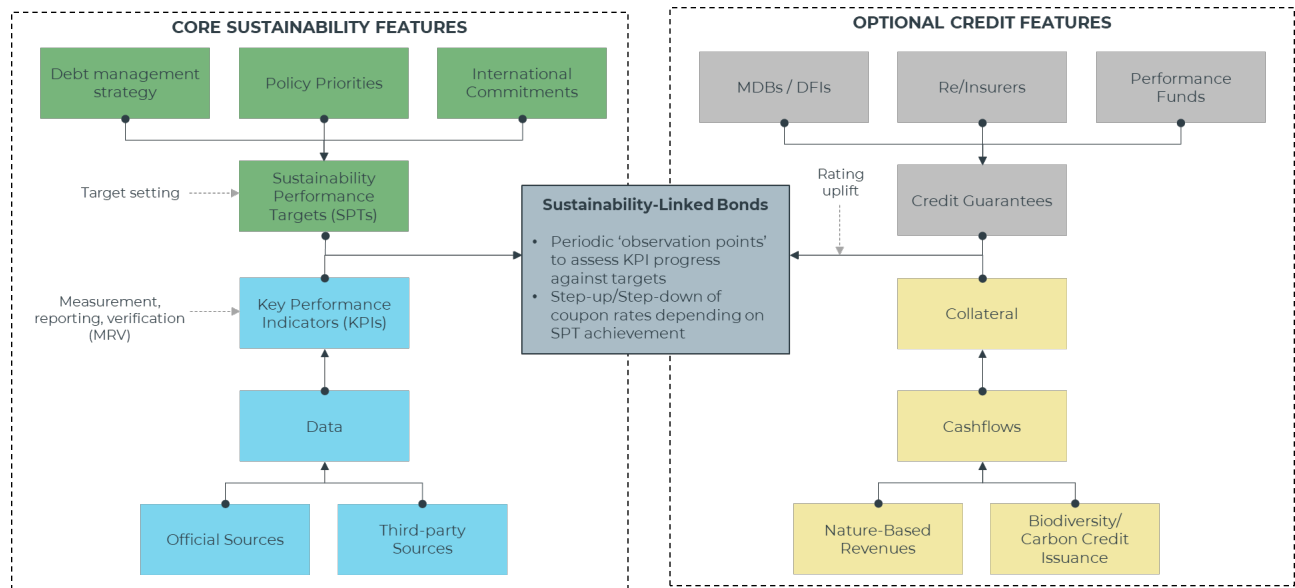 CORE SUSTAINABILITY FEATURES
Debt management
strategy
Policy Priorities
International
Commitments
Target setting
Sustainability
Performance
Targets (SPTs)
Measurement,
reporting, verification
(MRV)
Key Performance
Indicators (KPIs)
Data
Official Sources
Third-party
Sources
Sustainability-Linked Bonds
• Periodic ‘observation points’
to assess KPI progress
against targets
• Step-up/Step-down of
coupon rates depending on
SPT achievement
OPTIONAL CREDIT FEATURES
MDBs / DFIs
Re/Insurers
Performance
Funds
Rating
uplift
Credit Guarantees
Collateral
Cashflows
Nature-Based
Revenues
Biodiversity/
Carbon Credit
Issuance